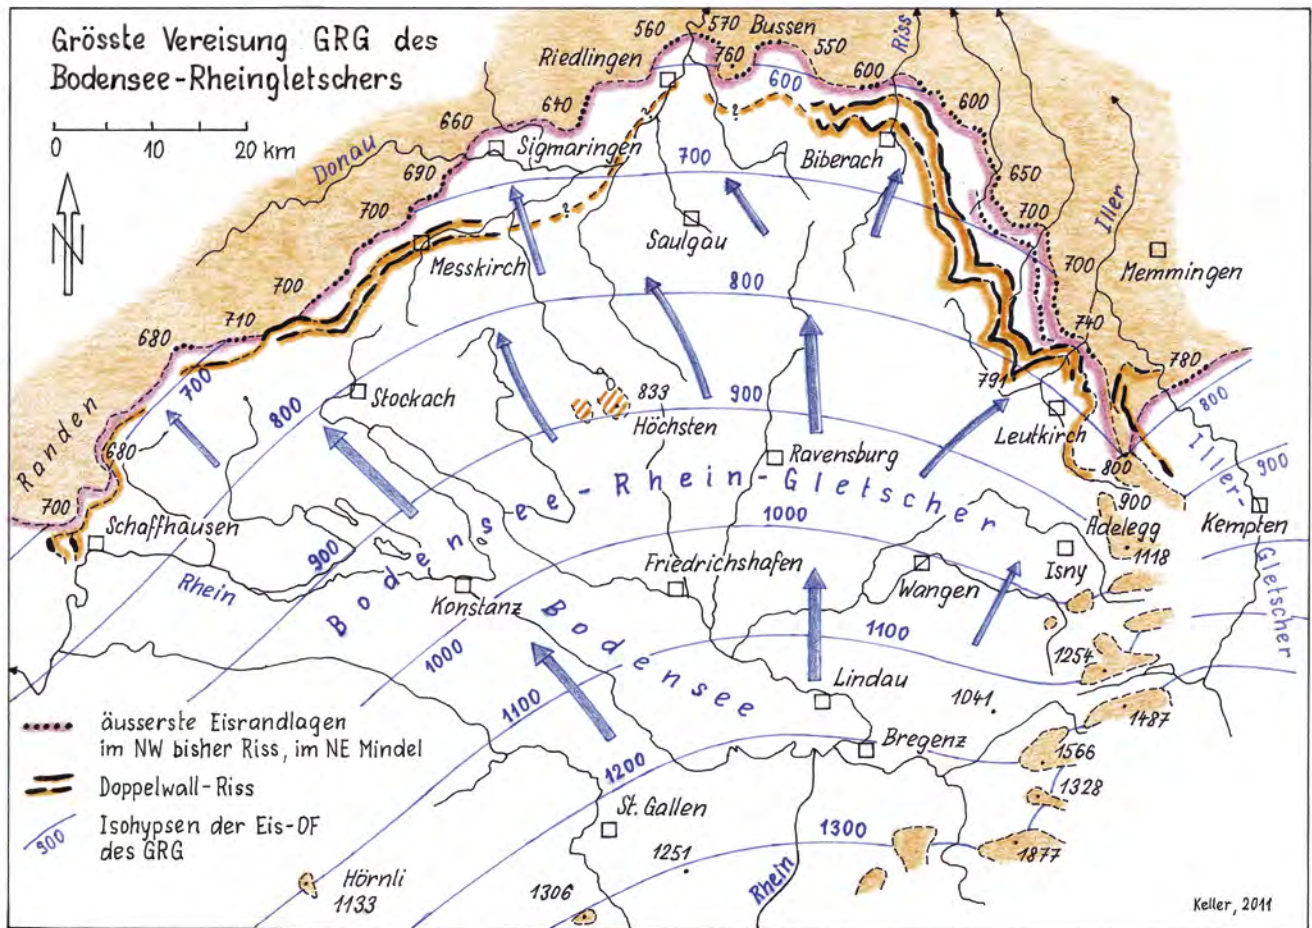 Grösste Vereisung GRG des
Bodensee-Rheingletschers
0 10 20 km
N
560
570
Bussen
Riedlingen
760
550
Riss
600
600
600
640
660
Sigmaringen
Donau
690
700
Biberach
650
Iller
700
Saulgau
700
Messkirch
700
Memmingen
700
800
710
680
740
780
700
800
Stockach
791
800
833
Höchsten
900
Leutkirch
Randen
680
Ravensburg
800
900
900
Iller-
Gletscher
700
Schaffhausen
Bodensee-Rhein-Gletscher
1000
Adelegg
1118
Kempten
900
Rhein
Friedrichshafen
Wangen
Isny
Konstanz
Bodensee
1100
1254
1000
Lindau
1041
1100
1487
Bregenz
1566
1200
1328
St. Gallen
1300
1251
1877
Rhein
Hörnli
1133
1306
äusserste Eisrandlagen
im NW bisher Riss, im NE Mindel
Doppelwall-Riss
900
Isohypsen der Eis-OF
des GRG
Keller, 2011